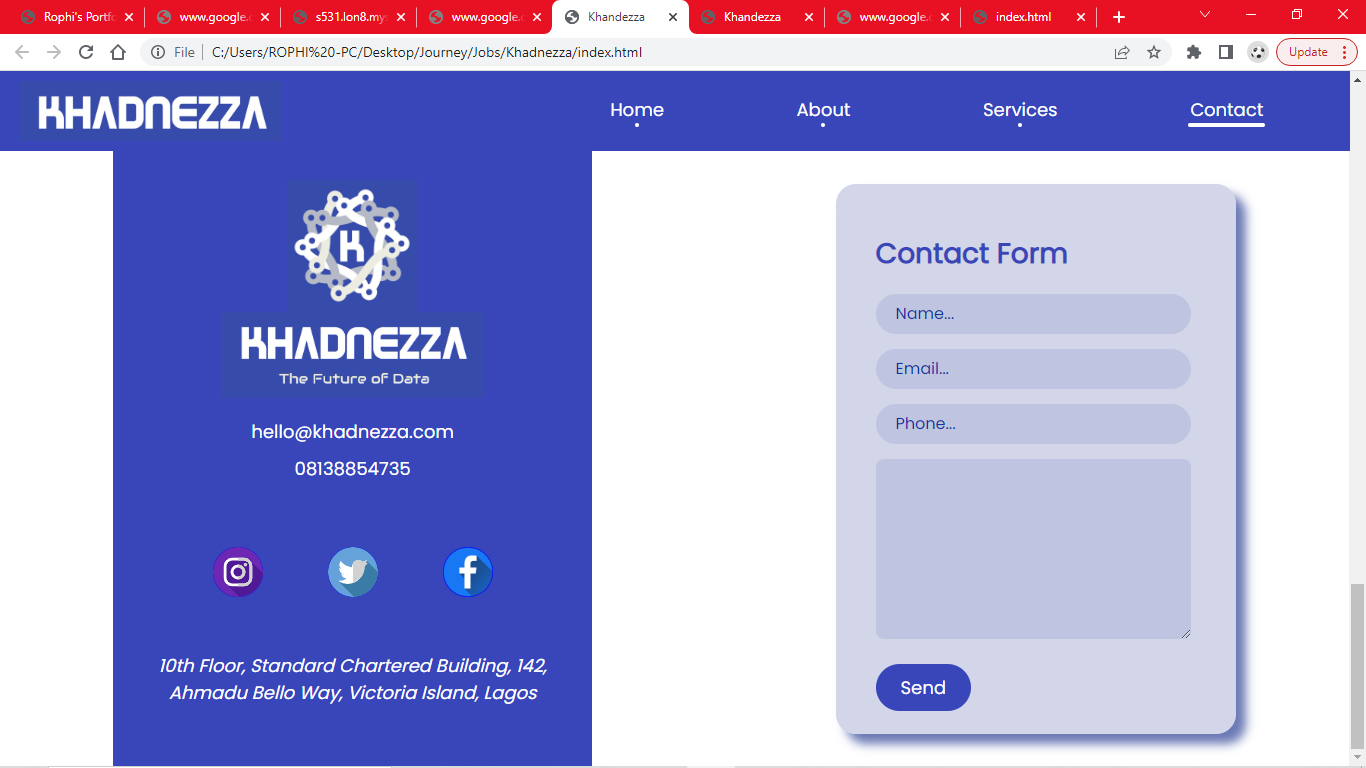 Rophi's Portfo
www.google.c
s531.lon8.mys
www.google.c
Khandezza
Khandezza
www.google.c
index.html
File
C:/Users/ROPHI%20-PC/Desktop/Journey/Jobs/Khadnezza/index.html
Update
KHADNEZZA
Home
About
Services
Contact
K
KHADNEZZA
The Future of Data
hello@khadnezza.com
08138854735
10th Floor, Standard Chartered Building, 142,
Ahmadu Bello Way, Victoria Island, Lagos
Contact Form
Name...
Email...
Phone...
Send